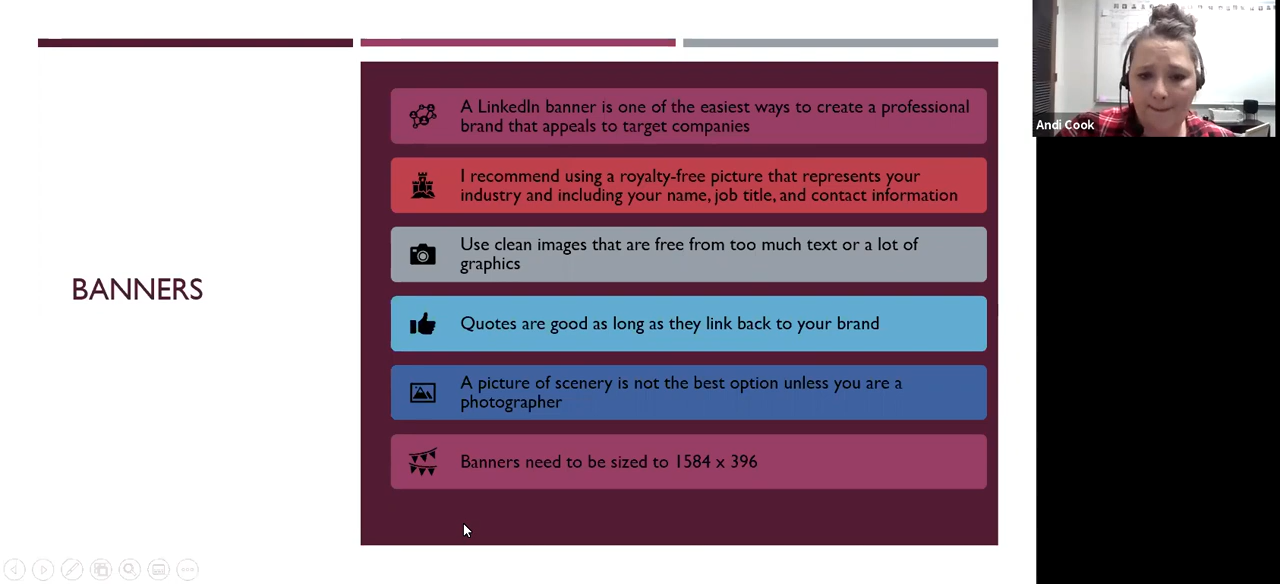 BANNERS
A LinkedIn banner is one of the easiest ways to create a professional
brand that appeals to target companies
I recommend using a royalty-free picture that represents your
industry and including your name, job title, and contact information
Use clean images that are free from too much text or a lot of
graphics
Quotes are good as long as they link back to your brand
A picture of scenery is not the best option unless you are a
photographer
Banners need to be sized to 1584 x 396
Andi Cook